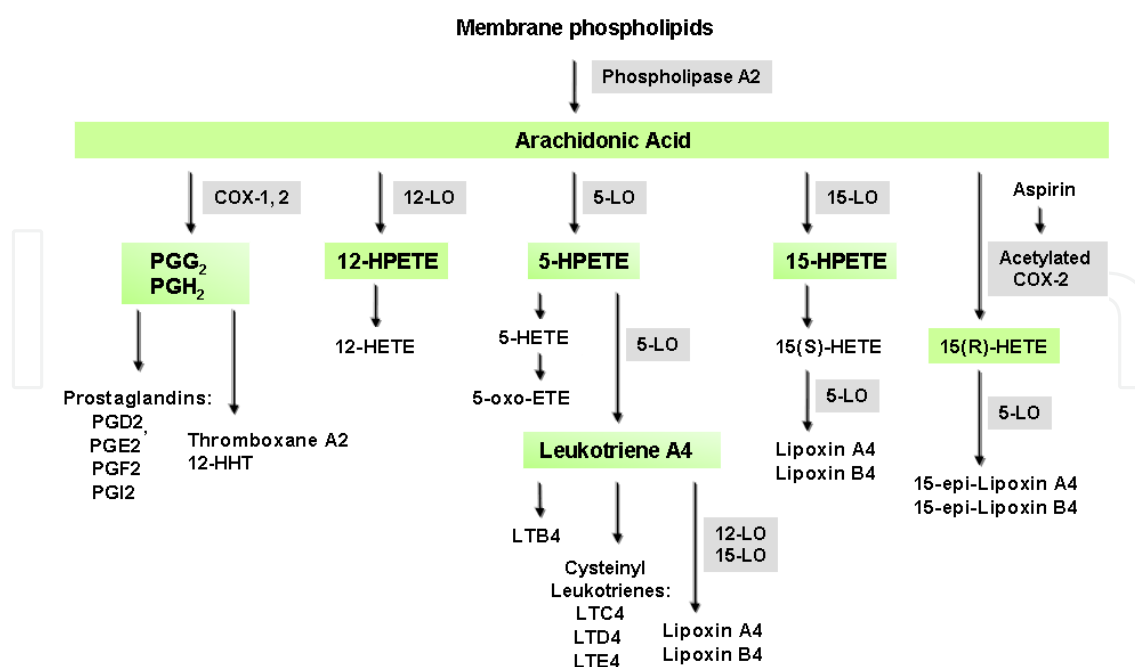 Membrane phospholipids
Phospholipase A2
Arachidonic Acid
COX-1, 2
12-LO
5-LO
15-LO
Aspirin
PGG₂
PGH₂
12-HPETE
5-HPETE
15-HPETE
Acetylated
COX-2
12-HETE
5-HETE
5-LO
15(S)-HETE
15(R)-HETE
5-oxo-ETE
5-LO
5-LO
Prostaglandins:
PGD2,
PGE2
PGF2
PGI2
Thromboxane A2
12-HHT
Leukotriene A4
Lipoxin A4
Lipoxin B4
15-epi-Lipoxin A4
15-epi-Lipoxin B4
LTB4
12-LO
15-LO
Cysteinyl
Leukotrienes:
LTC4
LTD4
LTE4
Lipoxin A4
Lipoxin B4